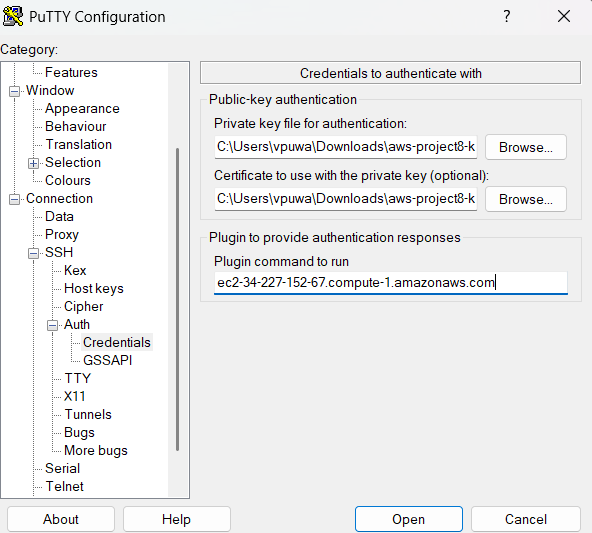 PuTTY Configuration
?
Category:
Features
Window
Appearance
Behaviour
Translation
Selection
Colours
Connection
Data
Proxy
SSH
Kex
Host keys
Cipher
Auth
Credentials
GSSAPI
TTY
X11
Tunnels
Bugs
More bugs
Serial
Telnet
Credentials to authenticate with
Public-key authentication
Private key file for authentication:
C:\Users\vpuwa\Downloads\aws-project8-k
Browse...
Certificate to use with the private key (optional):
C:\Users\vpuwa\Downloads\aws-project8-k
Browse...
Plugin to provide authentication responses
Plugin command to run
ec2-34-227-152-67.compute-1.amazonaws.com
About
Help
Open
Cancel